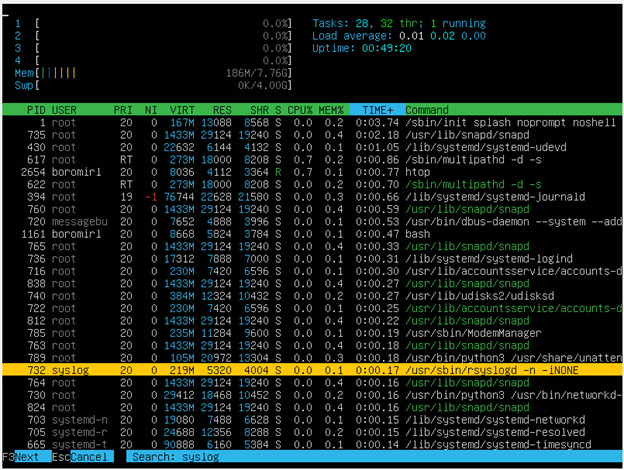 1 [ 0.0%] Tasks: 28, 32 thr; 1 running
2 [ 0.0%] Load average: 0.01 0.02 0.00
3 [ 0.0%] Uptime: 00:49:20
4 [ 0.0%]
Mem[|||||| 186M/7.76G]
Swp[ 0K/4.00G]
PID USER PRI NI VIRT RES SHR S CPU% MEM% TIME+ Command
1 root 20 0 167M 13088 8568 S 0.0 0.2 0:03.74 /sbin/init splash noprompt noshell
735 root 20 0 1433M 29124 19240 S 0.0 0.4 0:02.18 /usr/lib/snapd/snapd
430 root 20 0 22632 6144 4132 S 0.0 0.1 0:01.05 /lib/systemd/systemd-udevd
617 root RT 0 273M 18000 8208 S 0.7 0.2 0:00.86 /sbin/multipathd -d -s
2654 boromirl 20 0 8036 4112 3364 R 0.7 0.1 0:00.77 htop
622 root RT 0 273M 18000 8208 S 0.0 0.2 0:00.70 /sbin/multipathd -d -s
394 root 19 -1 76744 22628 21580 S 0.0 0.3 0:00.66 /lib/systemd/systemd-journald
760 root 20 0 1433M 29124 19240 S 0.0 0.4 0:00.59 /usr/lib/snapd/snapd
720 messagebu 20 0 7652 4888 3996 S 0.0 0.1 0:00.53 /usr/bin/dbus-daemon --system --add
1161 boromirl 20 0 8668 5824 3784 S 0.0 0.1 0:00.47 bash
765 root 20 0 1433M 29124 19240 S 0.0 0.4 0:00.33 /usr/lib/snapd/snapd
736 root 20 0 17312 7888 7000 S 0.0 0.1 0:00.31 /lib/systemd/systemd-logind
716 root 20 0 230M 7420 6596 S 0.0 0.1 0:00.30 /usr/lib/accountsservice/accounts-d
838 root 20 0 1433M 29124 19240 S 0.0 0.4 0:00.27 /usr/lib/snapd/snapd
740 root 20 0 384M 12324 10432 S 0.0 0.2 0:00.27 /usr/lib/udisks2/udisksd
722 root 20 0 230M 7420 6596 S 0.0 0.1 0:00.25 /usr/lib/accountsservice/accounts-d
812 root 20 0 1433M 29124 19240 S 0.0 0.4 0:00.22 /usr/lib/snapd/snapd
785 root 20 0 235M 11284 9600 S 0.0 0.1 0:00.19 /usr/sbin/ModemManager
763 root 20 0 1433M 29124 19240 S 0.0 0.4 0:00.18 /usr/lib/snapd/snapd
789 root 20 0 105M 20972 13304 S 0.0 0.3 0:00.18 /usr/bin/python3 /usr/share/unatten
732 syslog 20 0 219M 5320 4004 S 0.0 0.1 0:00.17 /usr/sbin/rsyslogd -n -iNONE
764 root 20 0 1433M 29124 19240 S 0.0 0.4 0:00.16 /usr/lib/snapd/snapd
730 root 20 0 29412 18468 10452 S 0.0 0.2 0:00.16 /usr/bin/python3 /usr/bin/networkd-
824 root 20 0 1433M 29124 19240 S 0.0 0.4 0:00.16 /usr/lib/snapd/snapd
703 systemd-n 20 0 19080 7488 6628 S 0.0 0.1 0:00.15 /lib/systemd/systemd-networkd
705 systemd-r 20 0 24688 12356 8288 S 0.0 0.2 0:00.15 /lib/systemd/systemd-resolved
665 systemd-t 20 0 90888 6160 5384 S 0.0 0.1 0:00.14 /lib/systemd/systemd-timesyncd
F3Next EscCancel Search: syslog